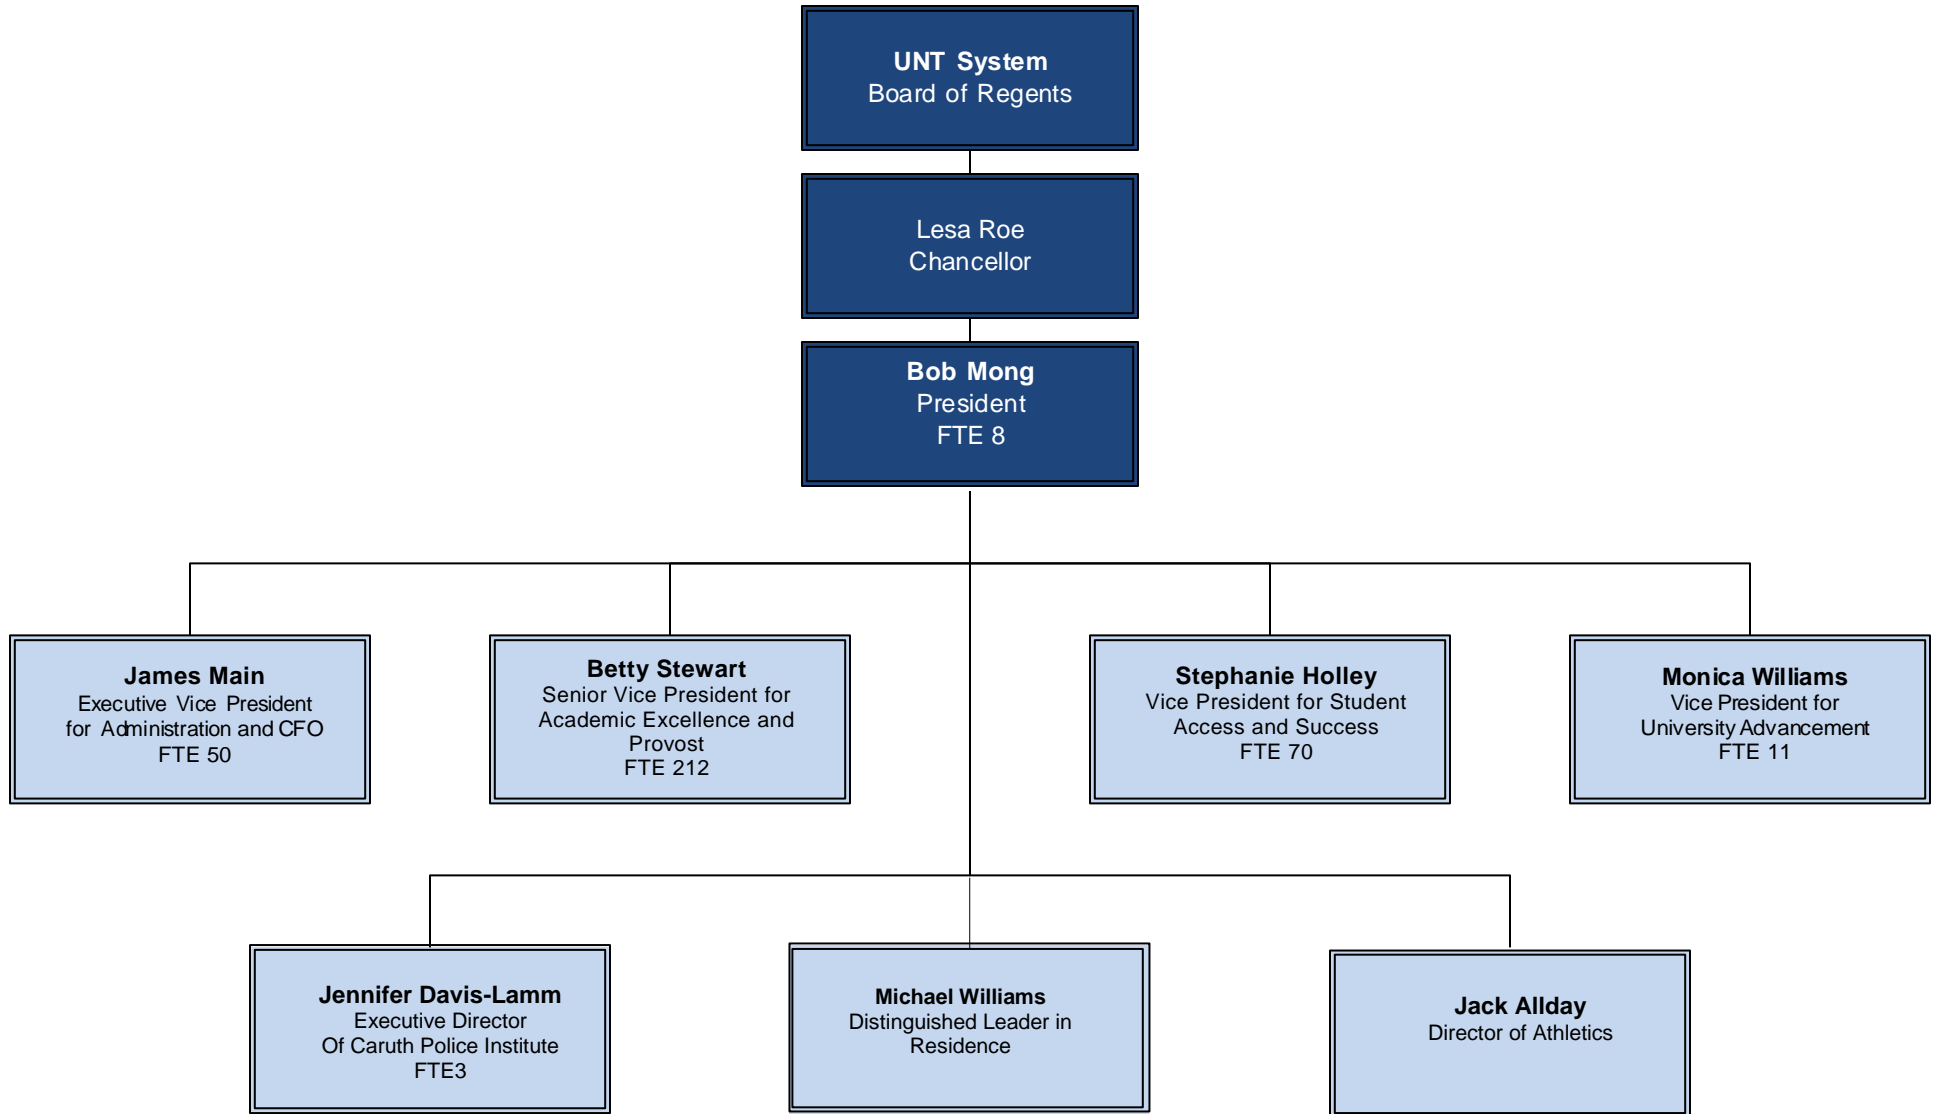 UNT System
Board of Regents
Lesa Roe
Chancellor
Bob Mong
President
FTE 8
James Main
Executive Vice President
for Administration and CFO
FTE 50
Betty Stewart
Senior Vice President for
Academic Excellence and
Provost
FTE 212
Stephanie Holley
Vice President for Student
Access and Success
FTE 70
Monica Williams
Vice President for
University Advancement
FTE 11
Jennifer Davis-Lamm
Executive Director
Of Caruth Police Institute
FTE3
Michael Williams
Distinguished Leader in
Residence
Jack Allday
Director of Athletics